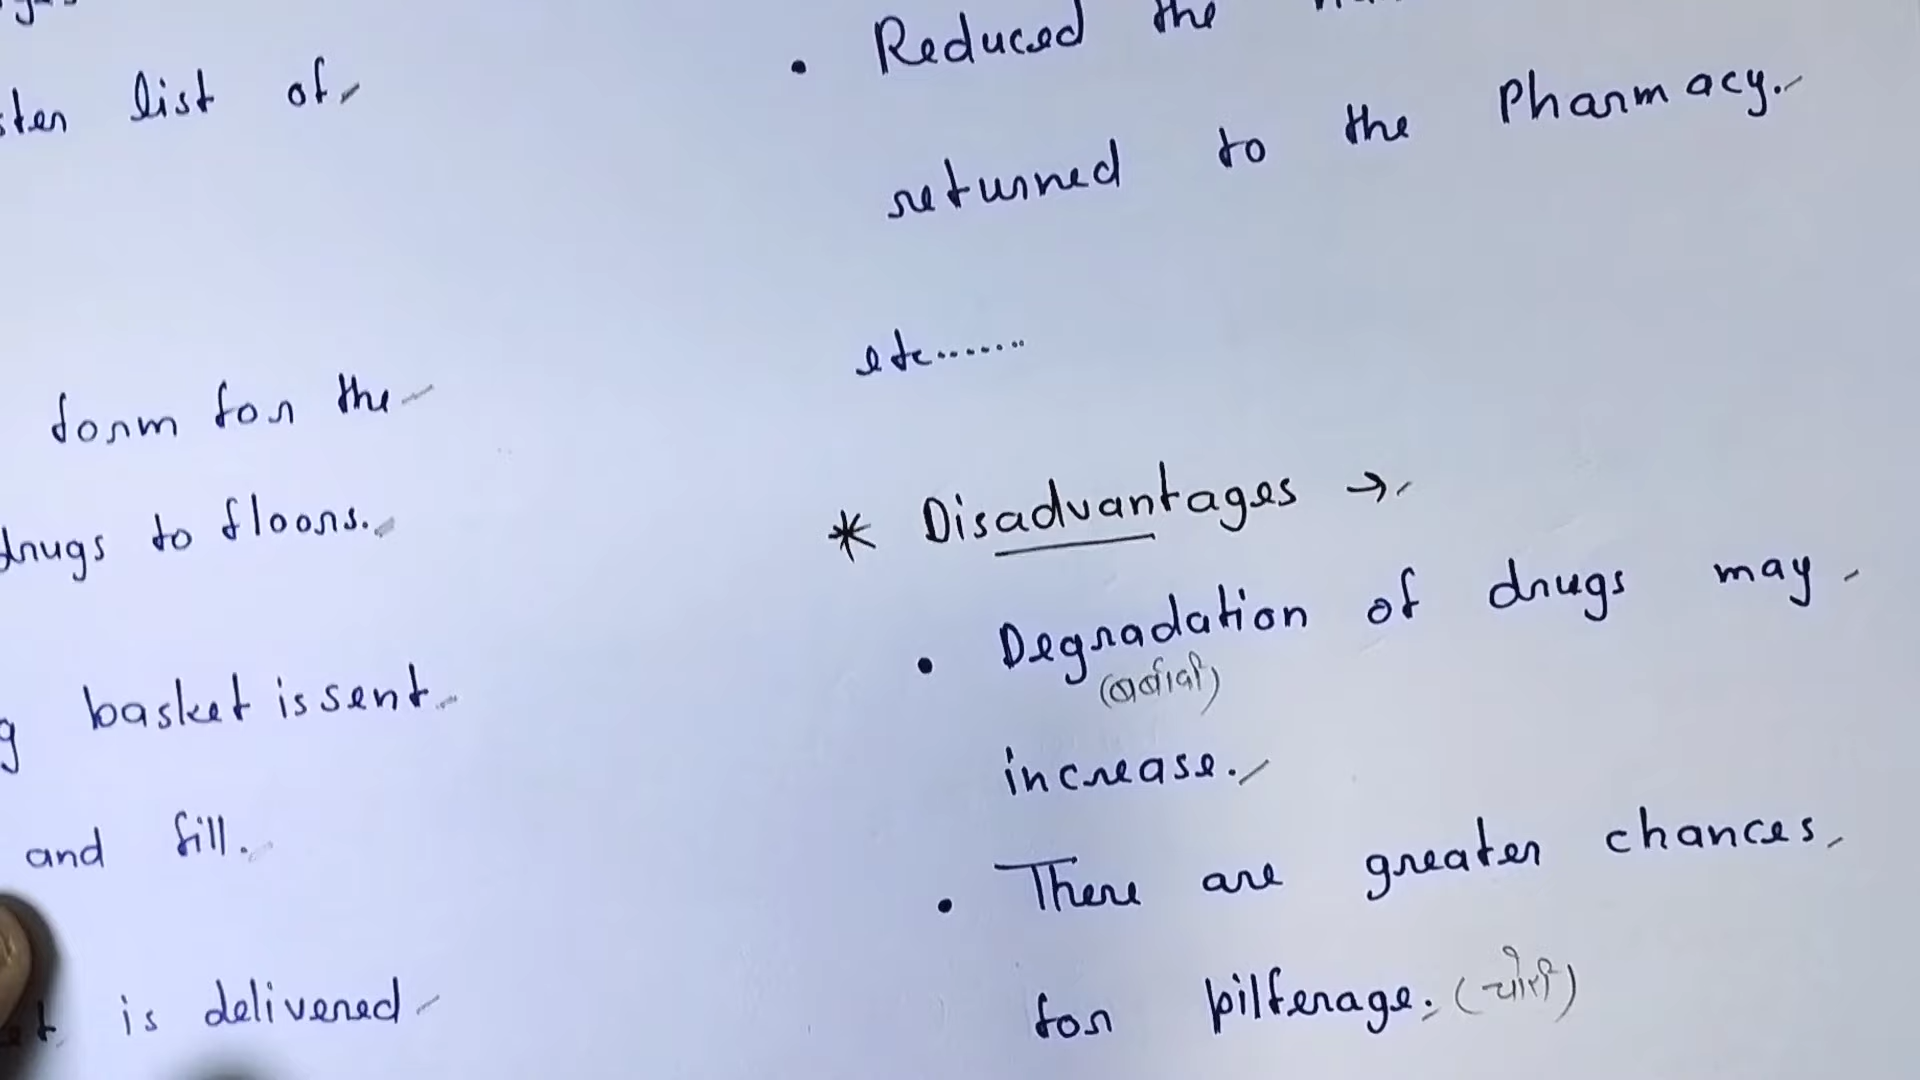 list of
form for the
drugs to floors.
basket is sent
and fill.
is delivered
• Reduced the
returned to the Pharmacy.
etc.......
* Disadvantages →
• Degradation of drugs may
(बर्बादी)
increase.
• There are greater chances
for pilferage. (चोरी)